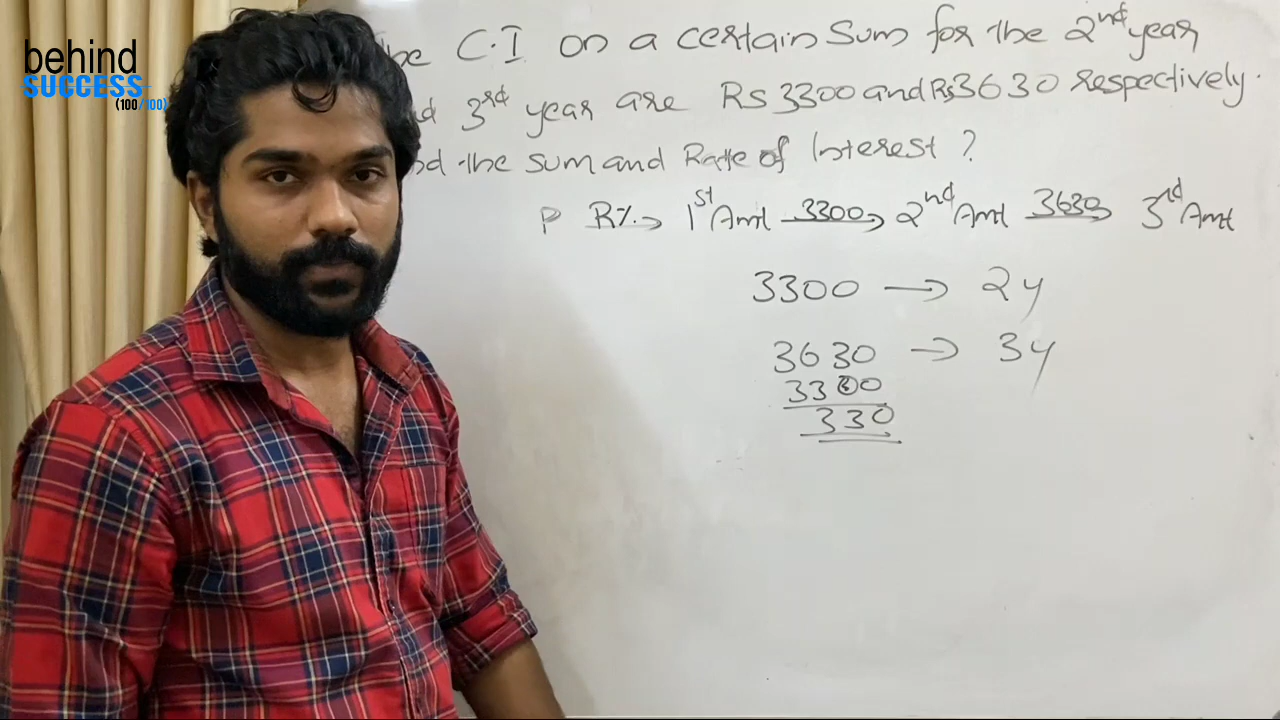 behind
SUCCESS
(100/100)
C.I on a certain Sum for the 2nd year
3rd year are Rs 3300 and Rs 3630 respectively.
the sum and Rate of Interest ?
P R% → 1st Amt 3300 → 2nd Amt 3630 → 3rd Amt
3300 → 2y
3630 → 3y
3300
330